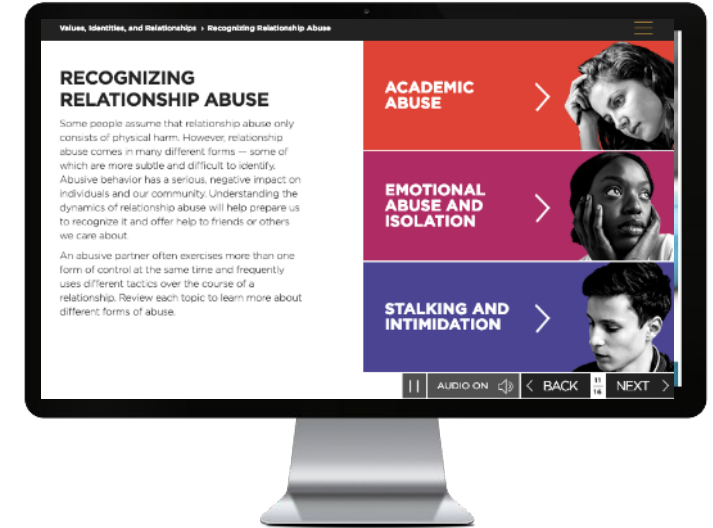 Values, Identities, and Relationships › Recognizing Relationship Abuse
RECOGNIZING
RELATIONSHIP ABUSE
Some people assume that relationship abuse only
consists of physical harm. However, relationship
abuse comes in many different forms — some of
which are more subtle and difficult to identify.
Abusive behavior has a serious, negative impact on
individuals and our community. Understanding the
dynamics of relationship abuse will help prepare us
to recognize it and offer help to friends or others
we care about.
An abusive partner often exercises more than one
form of control at the same time and frequently
uses different tactics over the course of a
relationship. Review each topic to learn more about
different forms of abuse.
ACADEMIC
ABUSE
EMOTIONAL
ABUSE AND
ISOLATION
STALKING AND
INTIMIDATION
AUDIO ON
BACK
11
16
NEXT